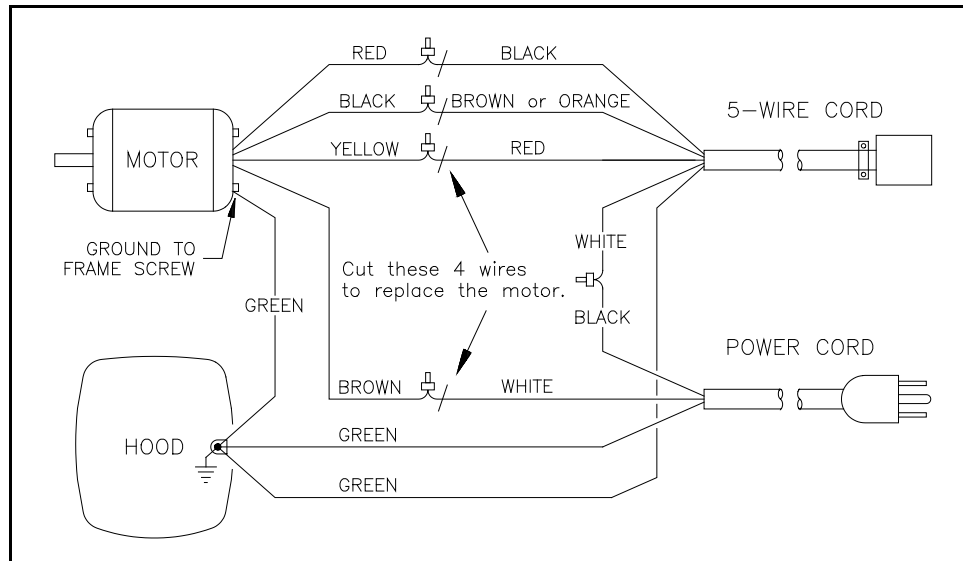 RED
BLACK
BLACK
BROWN or ORANGE
5-WIRE CORD
MOTOR
YELLOW
RED
GROUND TO
FRAME SCREW
WHITE
Cut these 4 wires
to replace the motor.
GREEN
BLACK
POWER CORD
BROWN
WHITE
HOOD
GREEN
GREEN